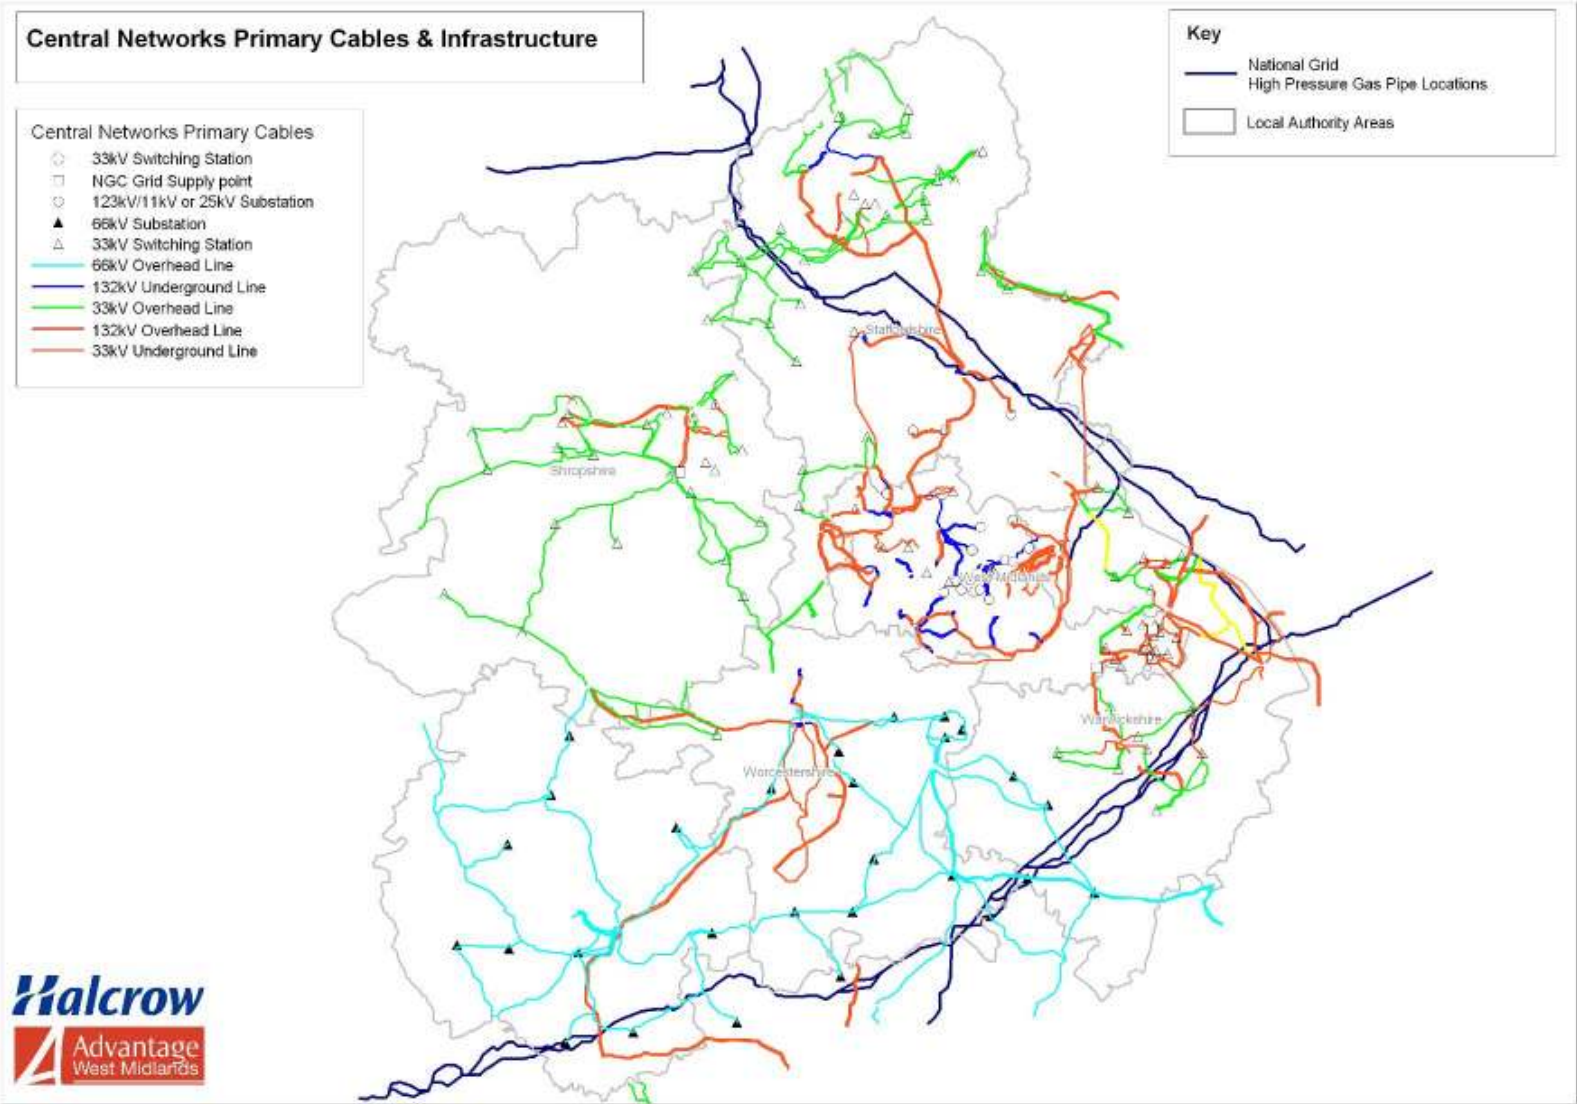 Central Networks Primary Cables & Infrastructure
Key
National Grid
High Pressure Gas Pipe Locations
Local Authority Areas
Central Networks Primary Cables
33kV Switching Station
NGC Grid Supply point
123kV/11kV or 25kV Substation
66kV Substation
33kV Switching Station
66kV Overhead Line
132kV Underground Line
33kV Overhead Line
132kV Overhead Line
33kV Underground Line
Staffordshire
Shropshire
West Midlands
Warwickshire
Worcestershire
Halcrow
Advantage
West Midlands